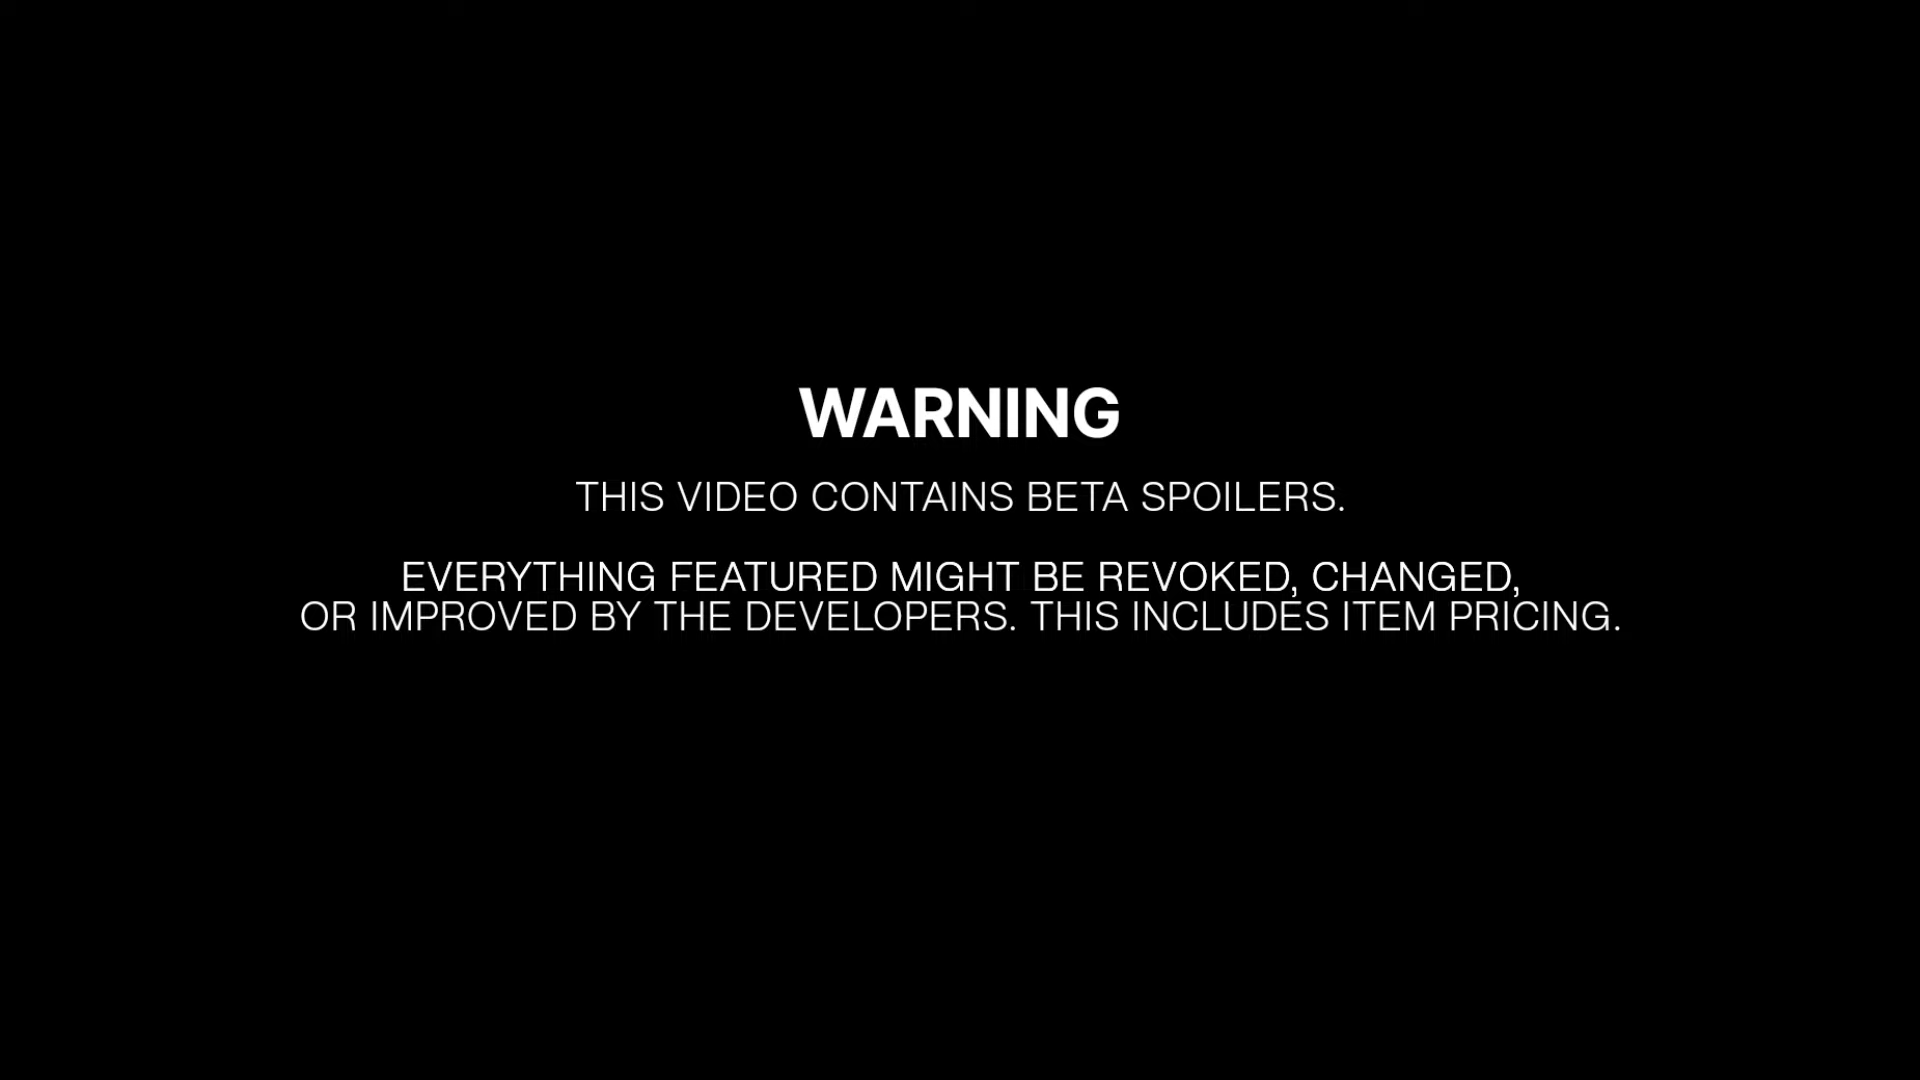 WARNING
THIS VIDEO CONTAINS BETA SPOILERS.
EVERYTHING FEATURED MIGHT BE REVOKED, CHANGED,
OR IMPROVED BY THE DEVELOPERS. THIS INCLUDES ITEM PRICING.